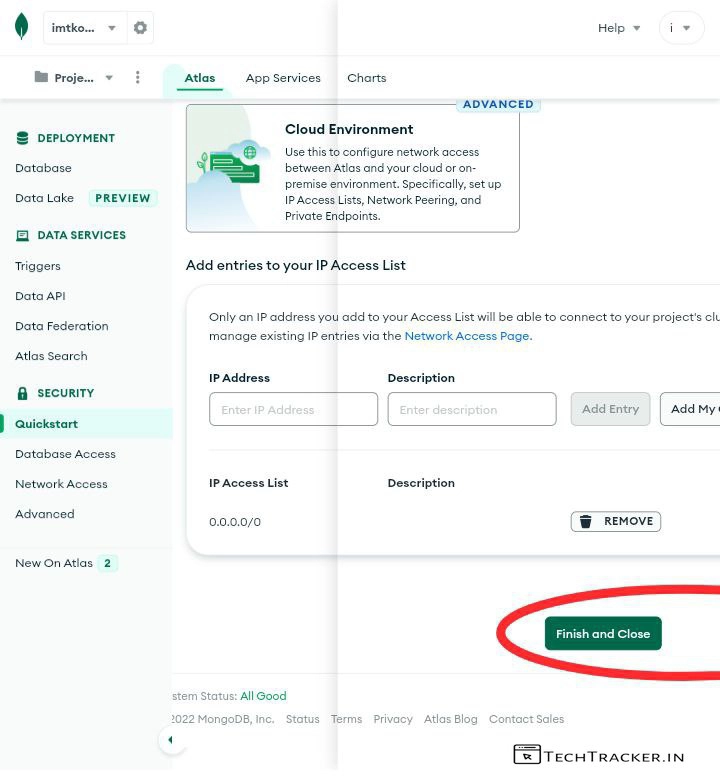 imtko...
Help
i
Proje...
Atlas
App Services
Charts
DEPLOYMENT
Database
Data Lake PREVIEW
DATA SERVICES
Triggers
Data API
Data Federation
Atlas Search
SECURITY
Quickstart
Database Access
Network Access
Advanced
New On Atlas 2
ADVANCED
Cloud Environment
Use this to configure network access
between Atlas and your cloud or on-
premise environment. Specifically, set up
IP Access Lists, Network Peering, and
Private Endpoints.
Add entries to your IP Access List
Only an IP address you add to your Access List will be able to connect to your project's
manage existing IP entries via the Network Access Page.
IP Address
Description
Enter IP Address
Enter description
Add Entry
Add My
IP Access List
Description
0.0.0.0/0
REMOVE
Finish and Close
stem Status: All Good
2022 MongoDB, Inc. Status Terms Privacy Atlas Blog Contact Sales
TECHTRACKER.IN